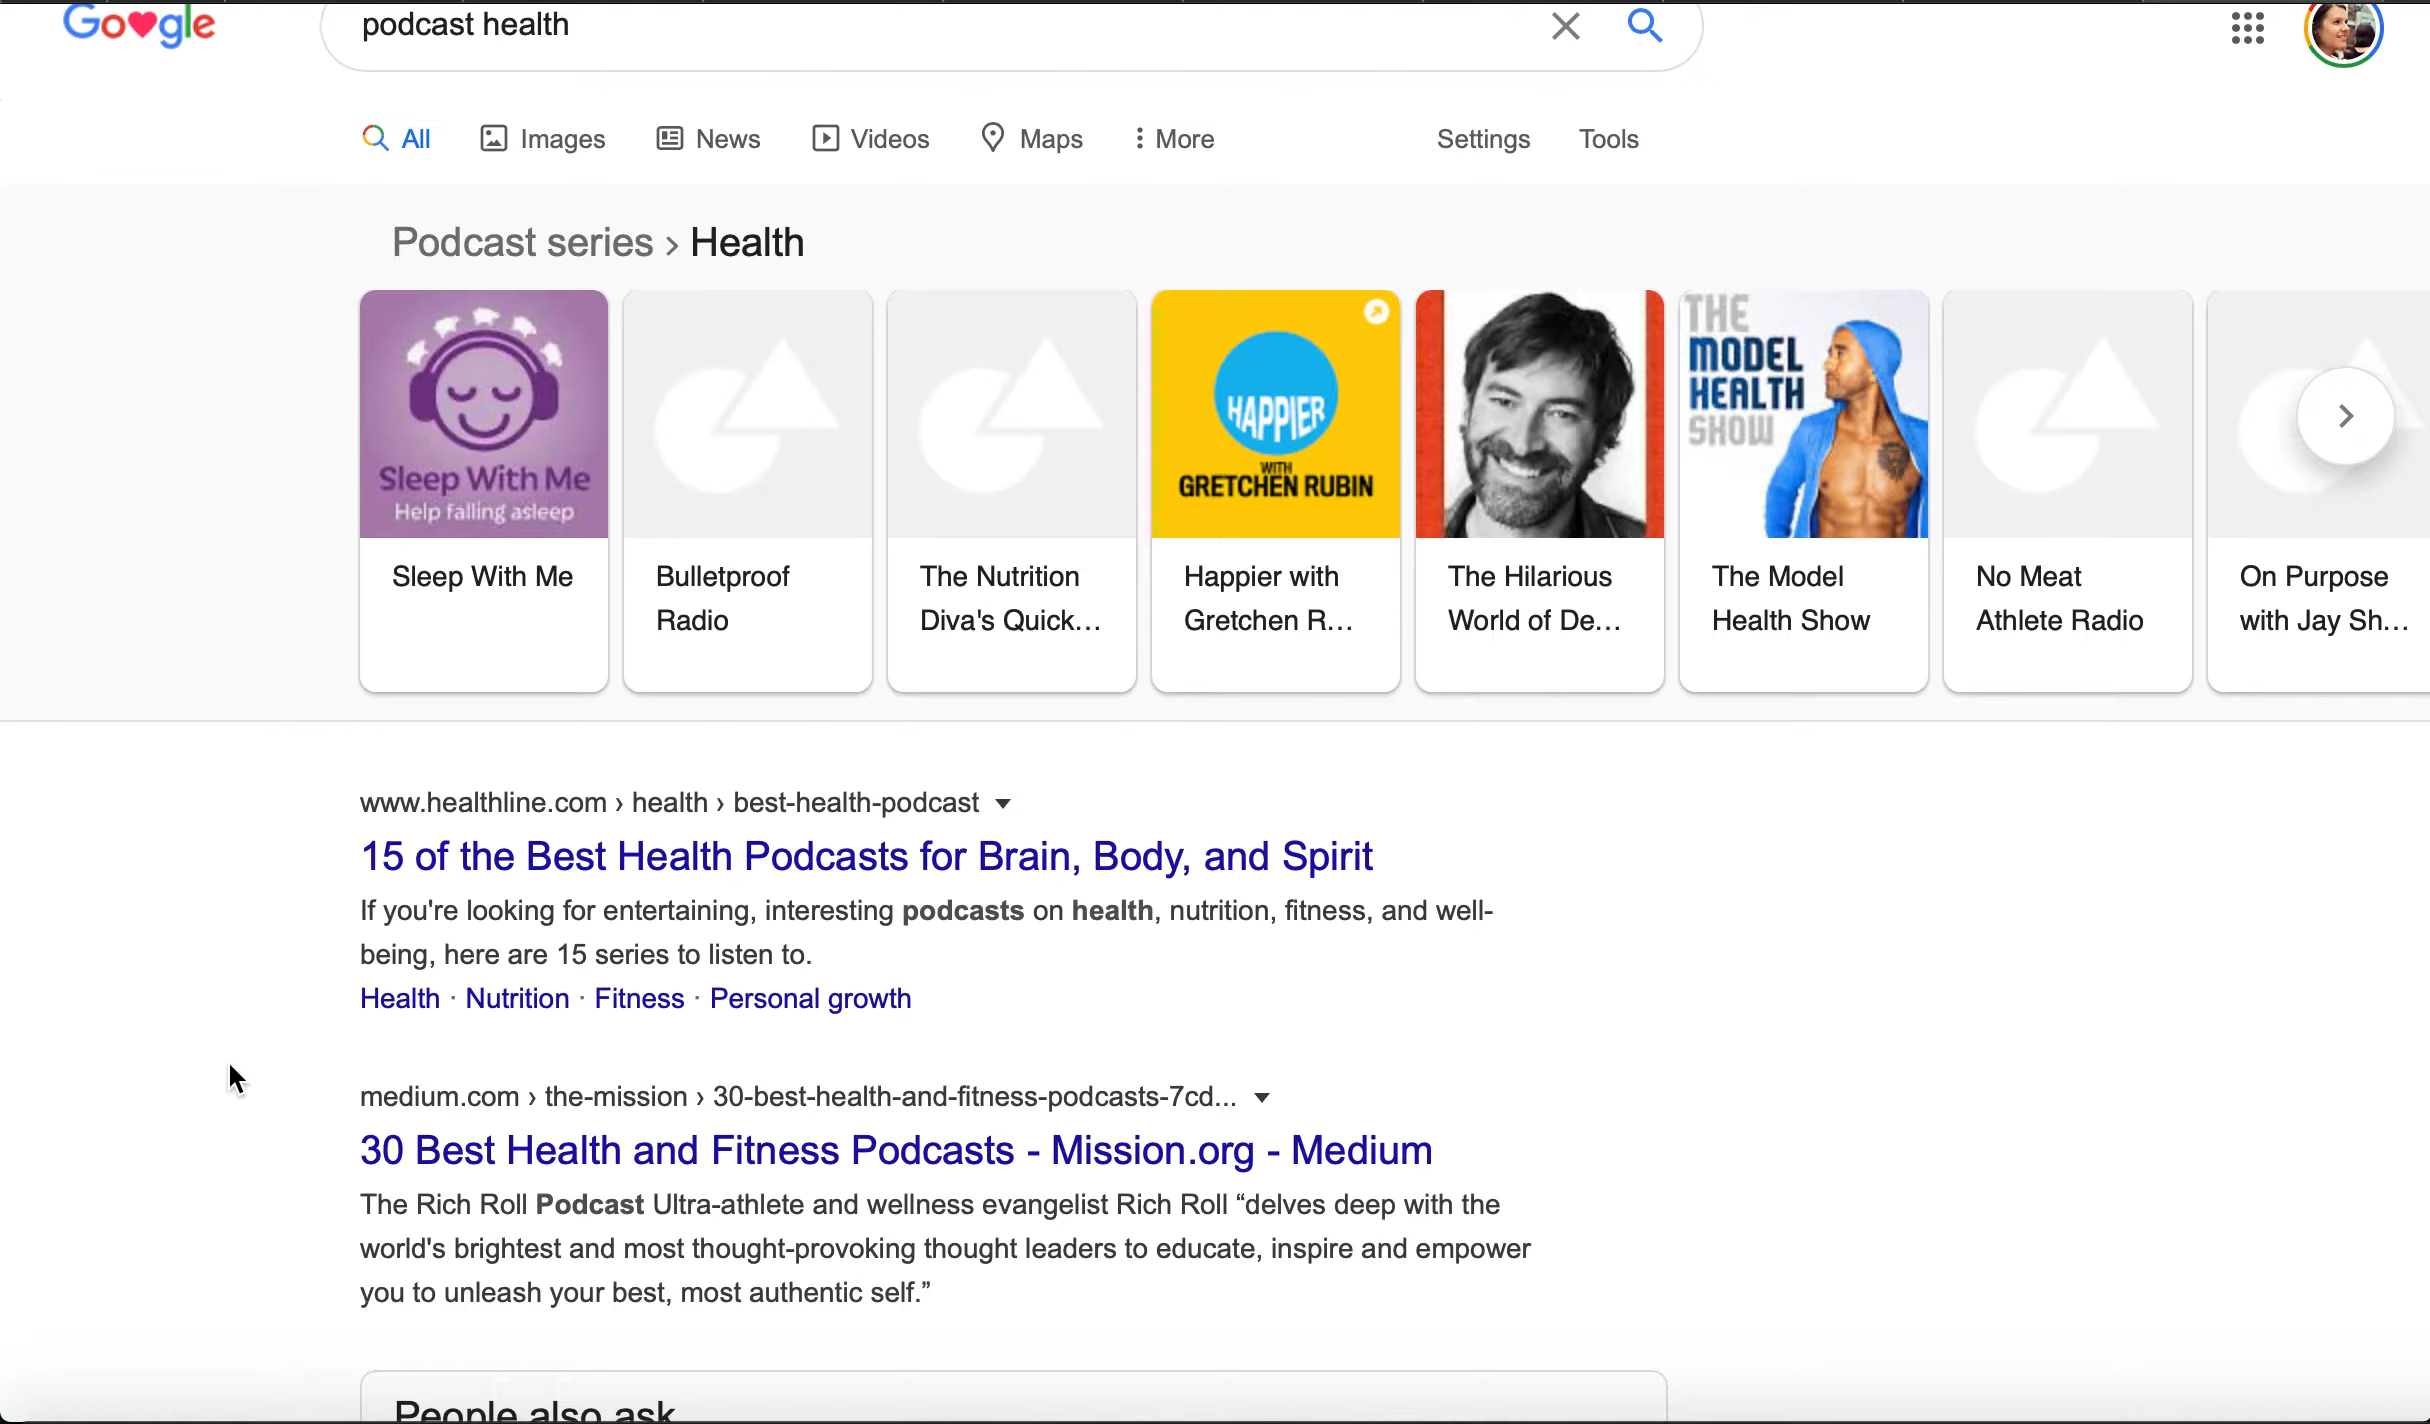 Google
podcast health
All Images News Videos Maps More Settings Tools
Podcast series › Health
Sleep With Me
Help falling asleep
Sleep With Me
Bulletproof
Radio
The Nutrition
Diva's Quick...
HAPPIER
WITH
GRETCHEN RUBIN
Happier with
Gretchen R...
The Hilarious
World of De...
THE
MODEL
HEALTH
SHOW
The Model
Health Show
No Meat
Athlete Radio
On Purpose
with Jay Sh...
www.healthline.com › health › best-health-podcast
15 of the Best Health Podcasts for Brain, Body, and Spirit
If you're looking for entertaining, interesting podcasts on health, nutrition, fitness, and well-
being, here are 15 series to listen to.
Health · Nutrition · Fitness · Personal growth
medium.com › the-mission › 30-best-health-and-fitness-podcasts-7cd...
30 Best Health and Fitness Podcasts - Mission.org - Medium
The Rich Roll Podcast Ultra-athlete and wellness evangelist Rich Roll “delves deep with the
world's brightest and most thought-provoking thought leaders to educate, inspire and empower
you to unleash your best, most authentic self.”
People also ask